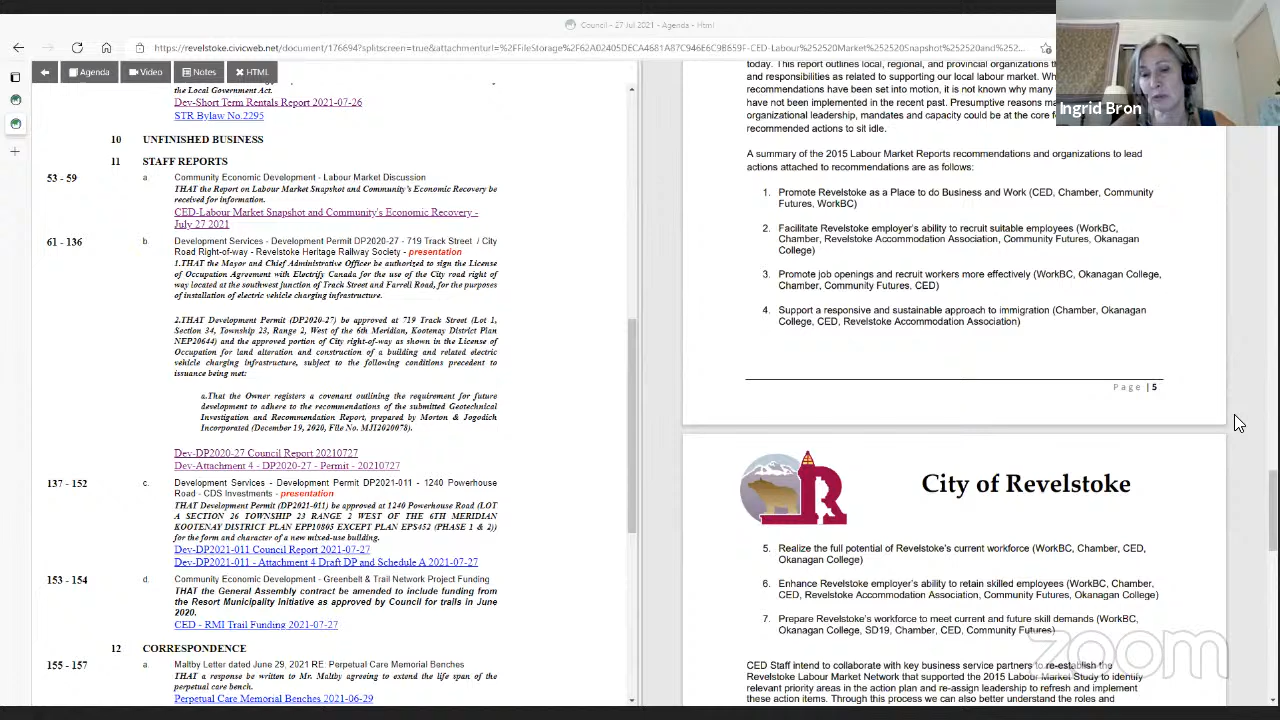 Council - 27 Jul 2021 - Agenda - Html
https://revelstoke.civicweb.net/document/176694?splitscreen=true&attachmenturl=%2FFileStorage%2F62A02405DECA4681A87C946E6C9B659F-CED-Labour%252520Market%252520Snapshot%252520and%252...
Agenda Video Notes HTML
the Local Government Act.
Dev-Short Term Rentals Report 2021-07-26
STR Bylaw No.2295
10 UNFINISHED BUSINESS
11 STAFF REPORTS
53 - 59 a Community Economic Development - Labour Market Discussion
THAT the Report on Labour Market Snapshot and Community's Economic Recovery be
received for information.
CED-Labour Market Snapshot and Community's Economic Recovery -
July 27 2021
61 - 136 b. Development Services - Development Permit DP2020-27 - 719 Track Street / City
Road Right-of-way - Revelstoke Heritage Railway Society - presentation
1.THAT the Mayor and Chief Administrative Officer be authorized to sign the License
of Occupation Agreement with Electrify Canada for the use of the City road right of
way located at the southwest junction of Track Street and Farrell Road, for the purposes
of installation of electric vehicle charging infrastructure.
2.THAT Development Permit (DP2020-27) be approved at 719 Track Street (Lot 1,
Section 34, Township 23, Range 2, West of the 6th Meridian, Kootenay District Plan
NEP20644) and the approved portion of City right-of-way as shown in the License of
Occupation for land alteration and construction of a building and related electric
vehicle charging infrastructure, subject to the following conditions precedent to
issuance being met:
a.That the Owner registers a covenant outlining the requirement for future
development to adhere to the recommendations of the submitted Geotechnical
Investigation and Recommendation Report, prepared by Morton & Jogodich
Incorporated (December 19, 2020, File No. MJI2020078).
Dev-DP2020-27 Council Report 20210727
Dev-Attachment 4 - DP2020-27 - Permit - 20210727
137 - 152 c. Development Services - Development Permit DP2021-011 - 1240 Powerhouse
Road - CDS Investments - presentation
THAT Development Permit (DP2021-011) be approved at 1240 Powerhouse Road (LOT
A SECTION 26 TOWNSHIP 23 RANGE 2 WEST OF THE 6TH MERIDIAN
KOOTENAY DISTRICT PLAN EPP10805 EXCEPT PLAN EPS452 (PHASE 1 & 2))
for the form and character of a new mixed-use building.
Dev-DP2021-011 Council Report 2021-07-27
Dev-DP2021-011 - Attachment 4 Draft DP and Schedule A 2021-07-27
153 - 154 d. Community Economic Development - Greenbelt & Trail Network Project Funding
THAT the General Assembly contract be amended to include funding from
the Resort Municipality Initiative as approved by Council for trails in June
2020.
CED - RMI Trail Funding 2021-07-27
12 CORRESPONDENCE
155 - 157 a. Maltby Letter dated June 29, 2021 RE: Perpetual Care Memorial Benches
THAT a response be written to Mr. Maltby agreeing to extend the life span of the
perpetual care bench.
Perpetual Care Memorial Benches 2021-06-29
today. This report outlines local, regional, and provincial organizations
and responsibilities as related to supporting our local labour market.
recommendations have been set into motion, it is not known why many
have not been implemented in the recent past. Presumptive reasons
organizational leadership, mandates and capacity could be at the core
recommended actions to sit idle.
A summary of the 2015 Labour Market Reports recommendations and organizations to lead
actions attached to recommendations are as follows:
1. Promote Revelstoke as a Place to do Business and Work (CED, Chamber, Community
Futures, WorkBC)
2. Facilitate Revelstoke employer's ability to recruit suitable employees (WorkBC,
Chamber, Revelstoke Accommodation Association, Community Futures, Okanagan
College)
3. Promote job openings and recruit workers more effectively (WorkBC, Okanagan College,
Chamber, Community Futures, CED)
4. Support a responsive and sustainable approach to immigration (Chamber, Okanagan
College, CED, Revelstoke Accommodation Association)
Page | 5
R
City of Revelstoke
5. Realize the full potential of Revelstoke's current workforce (WorkBC, Chamber, CED,
Okanagan College)
6. Enhance Revelstoke employer's ability to retain skilled employees (WorkBC, Chamber,
CED, Revelstoke Accommodation Association, Community Futures, Okanagan College)
7. Prepare Revelstoke's workforce to meet current and future skill demands (WorkBC,
Okanagan College, SD19, Chamber, CED, Community Futures)
CED Staff intend to collaborate with key business service partners to re-establish the
Revelstoke Labour Market Network that supported the 2015 Labour Market Study to identify
relevant priority areas in the action plan and re-assign leadership to refresh and implement
these action items. Through this process we can also better understand the roles and
Ingrid Bron
zoom